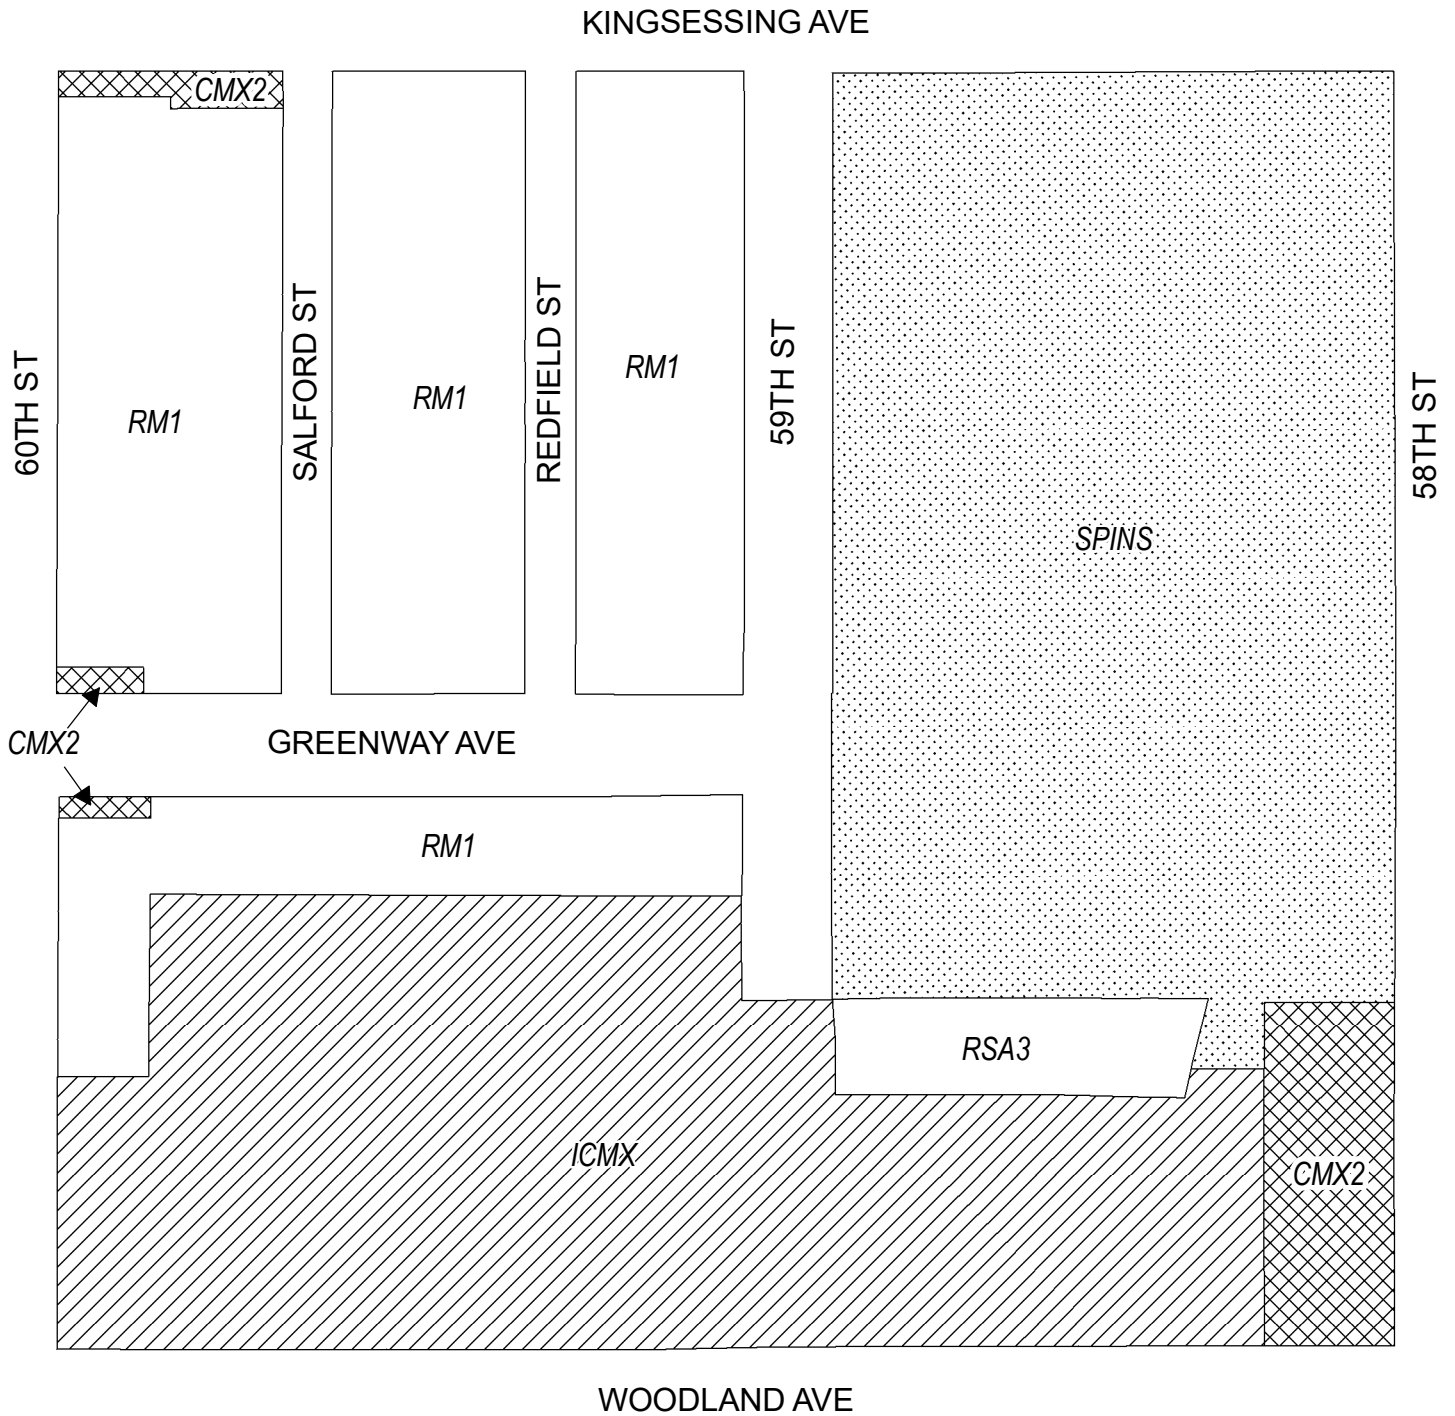 KINGSESSING AVE
CMX2
60TH ST
RM1
SALFORD ST
RM1
REDFIELD ST
RM1
59TH ST
SPINS
58TH ST
CMX2
GREENWAY AVE
RM1
RSA3
ICMX
CMX2
WOODLAND AVE